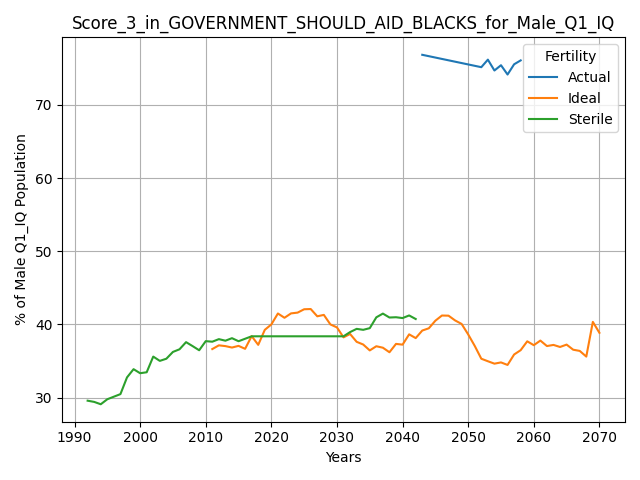 Score_3_in_GOVERNMENT_SHOULD_AID_BLACKS_for_Male_Q1_IQ
% of Male Q1_IQ Population
70
60
50
40
30
Fertility
Actual
Ideal
Sterile
1990 2000 2010 2020 2030 2040 2050 2060 2070
Years